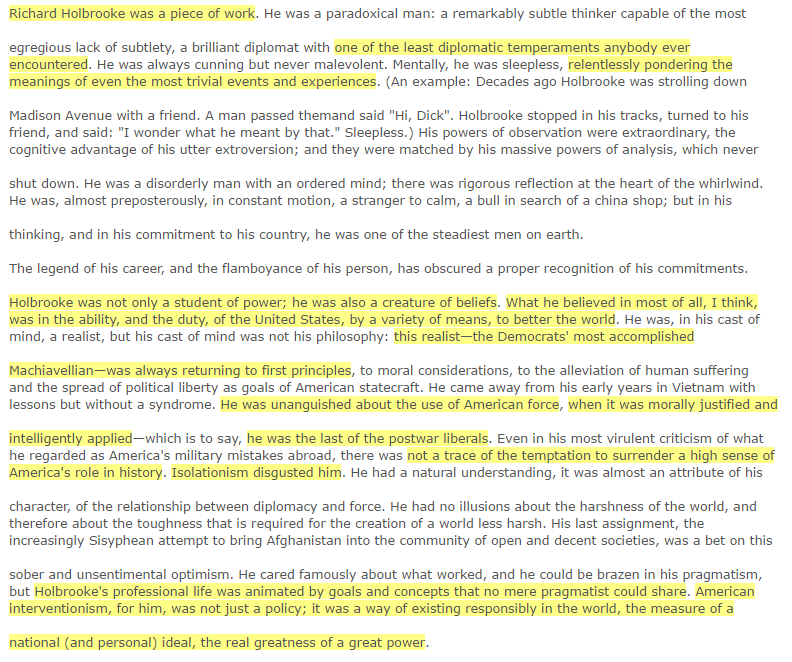 Richard Holbrooke was a piece of work. He was a paradoxical man: a remarkably subtle thinker capable of the most
egregious lack of subtlety, a brilliant diplomat with one of the least diplomatic temperaments anybody ever
encountered. He was always cunning but never malevolent. Mentally, he was sleepless, relentlessly pondering the
meanings of even the most trivial events and experiences. (An example: Decades ago Holbrooke was strolling down
Madison Avenue with a friend. A man passed themand said "Hi, Dick". Holbrooke stopped in his tracks, turned to his
friend, and said: "I wonder what he meant by that." Sleepless.) His powers of observation were extraordinary, the
cognitive advantage of his utter extroversion; and they were matched by his massive powers of analysis, which never
shut down. He was a disorderly man with an ordered mind; there was rigorous reflection at the heart of the whirlwind.
He was, almost preposterously, in constant motion, a stranger to calm, a bull in search of a china shop; but in his
thinking, and in his commitment to his country, he was one of the steadiest men on earth.
The legend of his career, and the flamboyance of his person, has obscured a proper recognition of his commitments.
Holbrooke was not only a student of power; he was also a creature of beliefs. What he believed in most of all, I think,
was in the ability, and the duty, of the United States, by a variety of means, to better the world. He was, in his cast of
mind, a realist, but his cast of mind was not his philosophy: this realist—the Democrats' most accomplished
Machiavellian—was always returning to first principles, to moral considerations, to the alleviation of human suffering
and the spread of political liberty as goals of American statecraft. He came away from his early years in Vietnam with
lessons but without a syndrome. He was unanguished about the use of American force, when it was morally justified and
intelligently applied—which is to say, he was the last of the postwar liberals. Even in his most virulent criticism of what
he regarded as America's military mistakes abroad, there was not a trace of the temptation to surrender a high sense of
America's role in history. Isolationism disgusted him. He had a natural understanding, it was almost an attribute of his
character, of the relationship between diplomacy and force. He had no illusions about the harshness of the world, and
therefore about the toughness that is required for the creation of a world less harsh. His last assignment, the
increasingly Sisyphean attempt to bring Afghanistan into the community of open and decent societies, was a bet on this
sober and unsentimental optimism. He cared famously about what worked, and he could be brazen in his pragmatism,
but Holbrooke's professional life was animated by goals and concepts that no mere pragmatist could share. American
interventionism, for him, was not just a policy; it was a way of existing responsibly in the world, the measure of a
national (and personal) ideal, the real greatness of a great power.